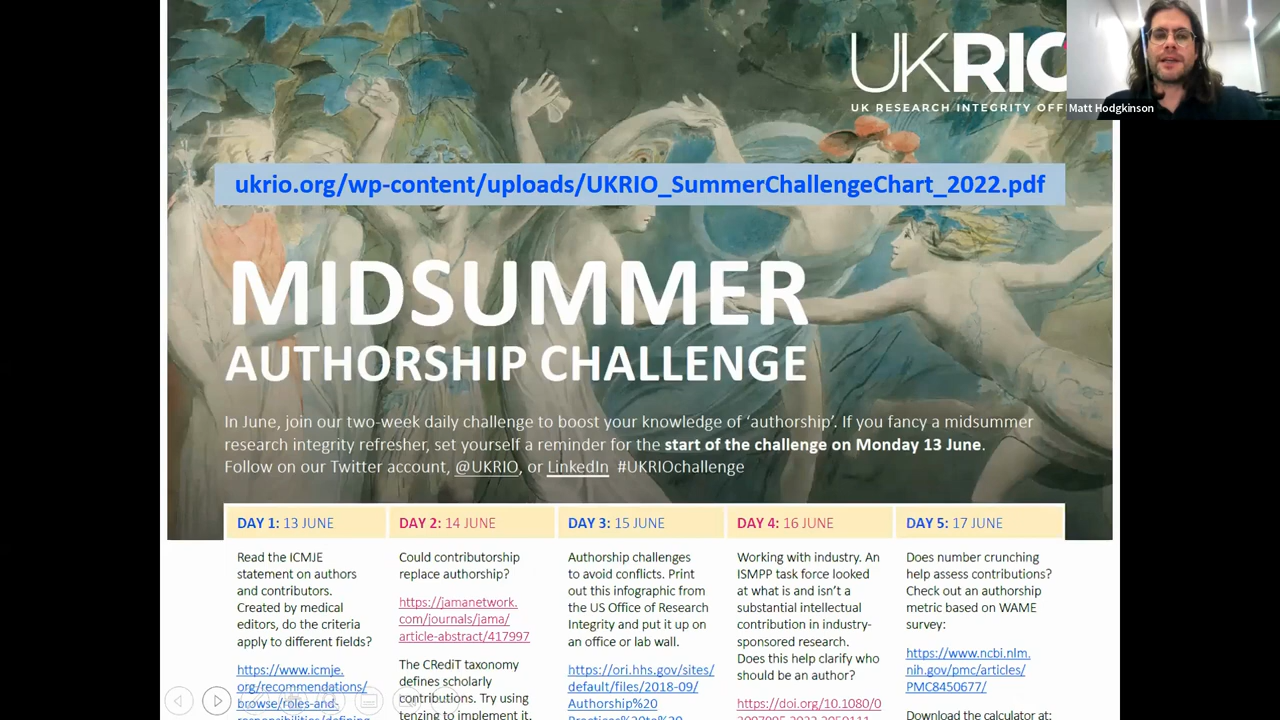 UKRIO
UK RESEARCH INTEGRITY OFFI
Matt Hodgkinson
ukrio.org/wp-content/uploads/UKRIO_SummerChallengeChart_2022.pdf
MIDSUMMER
AUTHORSHIP CHALLENGE
In June, join our two-week daily challenge to boost your knowledge of ‘authorship’. If you fancy a midsummer
research integrity refresher, set yourself a reminder for the start of the challenge on Monday 13 June.
Follow on our Twitter account, @UKRIO, or LinkedIn #UKRIOchallenge
DAY 1: 13 JUNE
Read the ICMJE
statement on authors
and contributors.
Created by medical
editors, do the criteria
apply to different fields?
https://www.icmje.
org/recommendations/
browse/roles-and-
DAY 2: 14 JUNE
Could contributorship
replace authorship?
https://jamanetwork.
com/journals/jama/
article-abstract/417997
The CRediT taxonomy
defines scholarly
contributions. Try using
tenzing to implement it.
DAY 3: 15 JUNE
Authorship challenges
to avoid conflicts. Print
out this infographic from
the US Office of Research
Integrity and put it up on
an office or lab wall.
https://ori.hhs.gov/sites/
default/files/2018-09/
Authorship%20
DAY 4: 16 JUNE
Working with industry. An
ISMPP task force looked
at what is and isn’t a
substantial intellectual
contribution in industry-
sponsored research.
Does this help clarify who
should be an author?
https://doi.org/10.1080/0
DAY 5: 17 JUNE
Does number crunching
help assess contributions?
Check out an authorship
metric based on WAME
survey:
https://www.ncbi.nlm.
nih.gov/pmc/articles/
PMC8450677/
Download the calculator at: